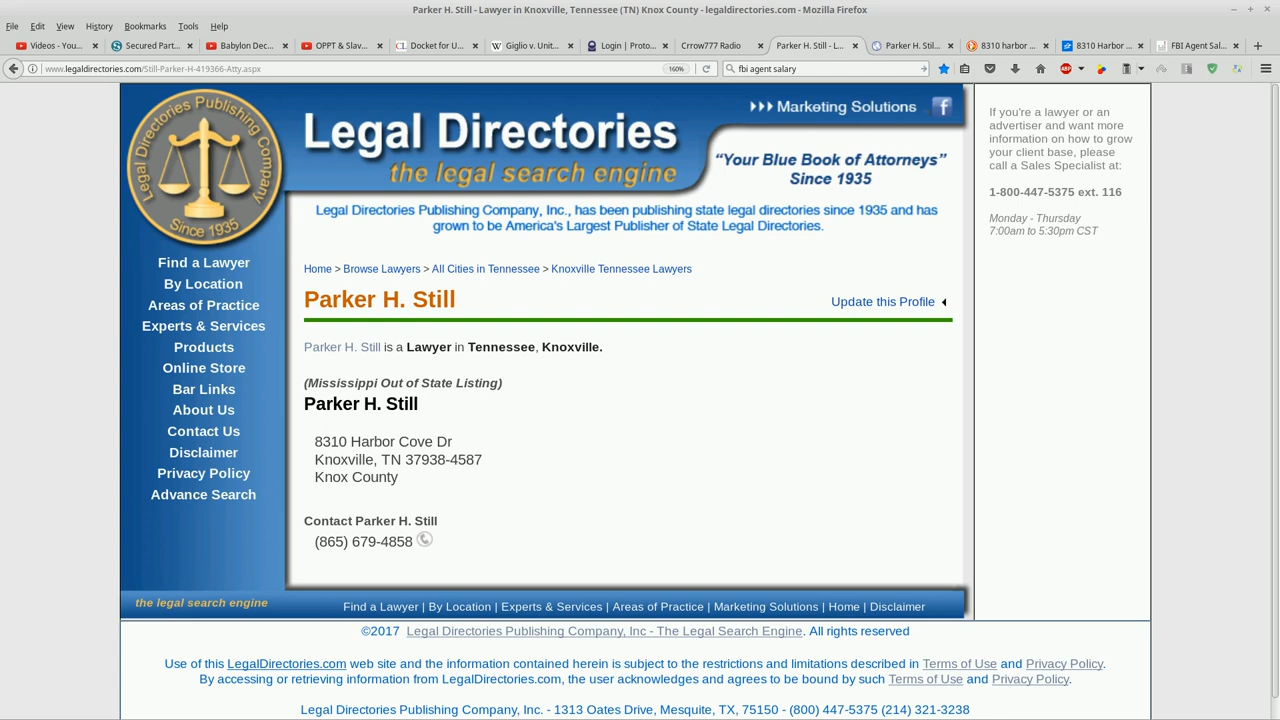 Parker H. Still - Lawyer in Knoxville, Tennessee (TN) Knox County - legaldirectories.com - Mozilla Firefox
File Edit View History Bookmarks Tools Help
Videos - You...
Secured Part...
Babylon Dec...
OPPT & Slav...
Docket for U...
Giglio v. Unit...
Login | Proto...
Crrow777 Radio
Parker H. Still - L...
Parker H. Stil...
8310 harbor ...
8310 Harbor ...
FBI Agent Sal...
www.legaldirectories.com/Still-Parker-H-419366-Atty.aspx
160%
fbi agent salary
Legal Directories Publishing Company
Since 1935
Legal Directories
the legal search engine
Marketing Solutions
"Your Blue Book of Attorneys"
Since 1935
Legal Directories Publishing Company, Inc., has been publishing state legal directories since 1935 and has
grown to be America's Largest Publisher of State Legal Directories.
Find a Lawyer
By Location
Areas of Practice
Experts & Services
Products
Online Store
Bar Links
About Us
Contact Us
Disclaimer
Privacy Policy
Advance Search
Home > Browse Lawyers > All Cities in Tennessee > Knoxville Tennessee Lawyers
Parker H. Still
Update this Profile
Parker H. Still is a Lawyer in Tennessee, Knoxville.
(Mississippi Out of State Listing)
Parker H. Still
8310 Harbor Cove Dr
Knoxville, TN 37938-4587
Knox County
Contact Parker H. Still
(865) 679-4858
If you're a lawyer or an
advertiser and want more
information on how to grow
your client base, please
call a Sales Specialist at:
1-800-447-5375 ext. 116
Monday - Thursday
7:00am to 5:30pm CST
the legal search engine
Find a Lawyer | By Location | Experts & Services | Areas of Practice | Marketing Solutions | Home | Disclaimer
©2017 Legal Directories Publishing Company, Inc - The Legal Search Engine. All rights reserved
Use of this LegalDirectories.com web site and the information contained herein is subject to the restrictions and limitations described in Terms of Use and Privacy Policy.
By accessing or retrieving information from LegalDirectories.com, the user acknowledges and agrees to be bound by such Terms of Use and Privacy Policy.
Legal Directories Publishing Company, Inc. - 1313 Oates Drive, Mesquite, TX, 75150 - (800) 447-5375 (214) 321-3238